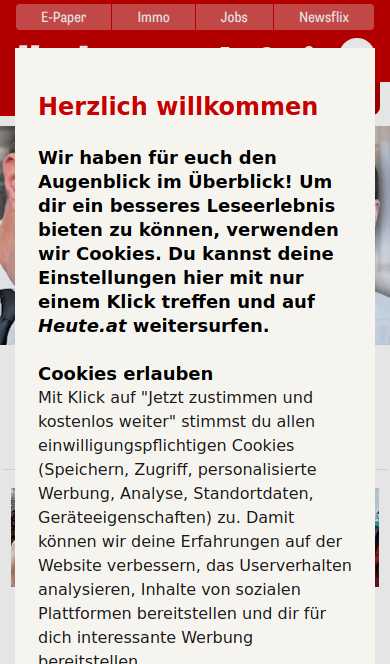 E-Paper Immo Jobs Newsflix
Herzlich willkommen
Wir haben für euch den
Augenblick im Überblick! Um
dir ein besseres Leseerlebnis
bieten zu können, verwenden
wir Cookies. Du kannst deine
Einstellungen hier mit nur
einem Klick treffen und auf
Heute.at weitersurfen.
Cookies erlauben
Mit Klick auf "Jetzt zustimmen und
kostenlos weiter" stimmst du allen
einwilligungspflichtigen Cookies
(Speichern, Zugriff, personalisierte
Werbung, Analyse, Standortdaten,
Geräteeigenschaften) zu. Damit
können wir deine Erfahrungen auf der
Website verbessern, das Userverhalten
analysieren, Inhalte von sozialen
Plattformen bereitstellen und dir für
dich interessante Werbung
bereitstellen